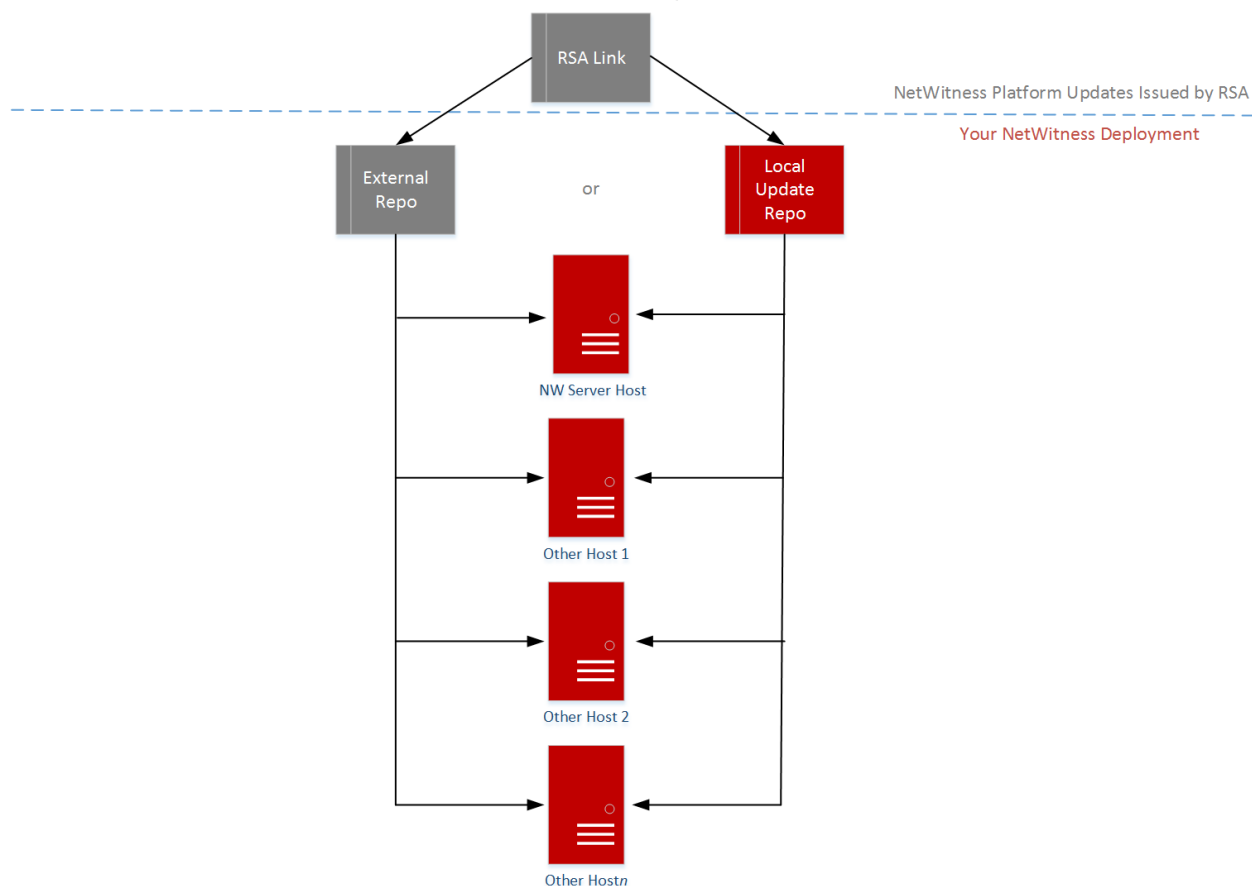 RSA Link
NetWitness Platform Updates Issued by RSA
Your NetWitness Deployment
External
Repo
or
Local
Update
Repo
NW Server Host
Other Host 1
Other Host 2
Other Hostn